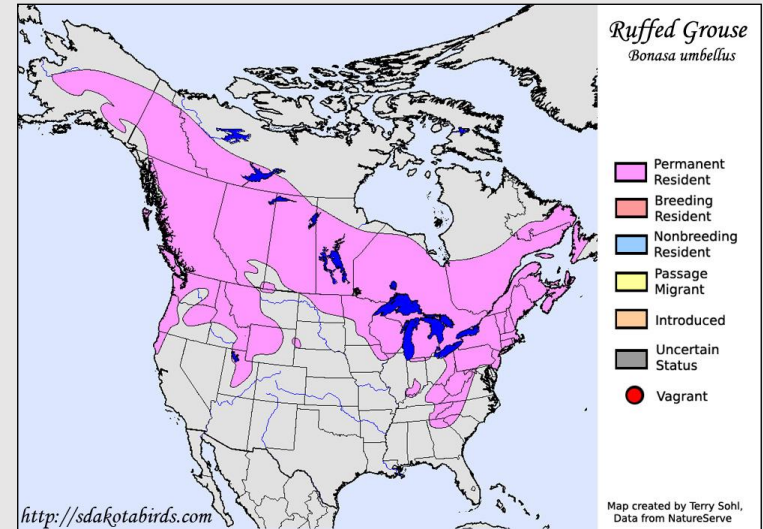 Ruffed Grouse
Bonasa umbellus
Permanent
Resident
Breeding
Resident
Nonbreeding
Resident
Passage
Migrant
Introduced
Uncertain
Status
Vagrant
http://sdakotabirds.com
Map created by Terry Sohl,
Data from NatureServe